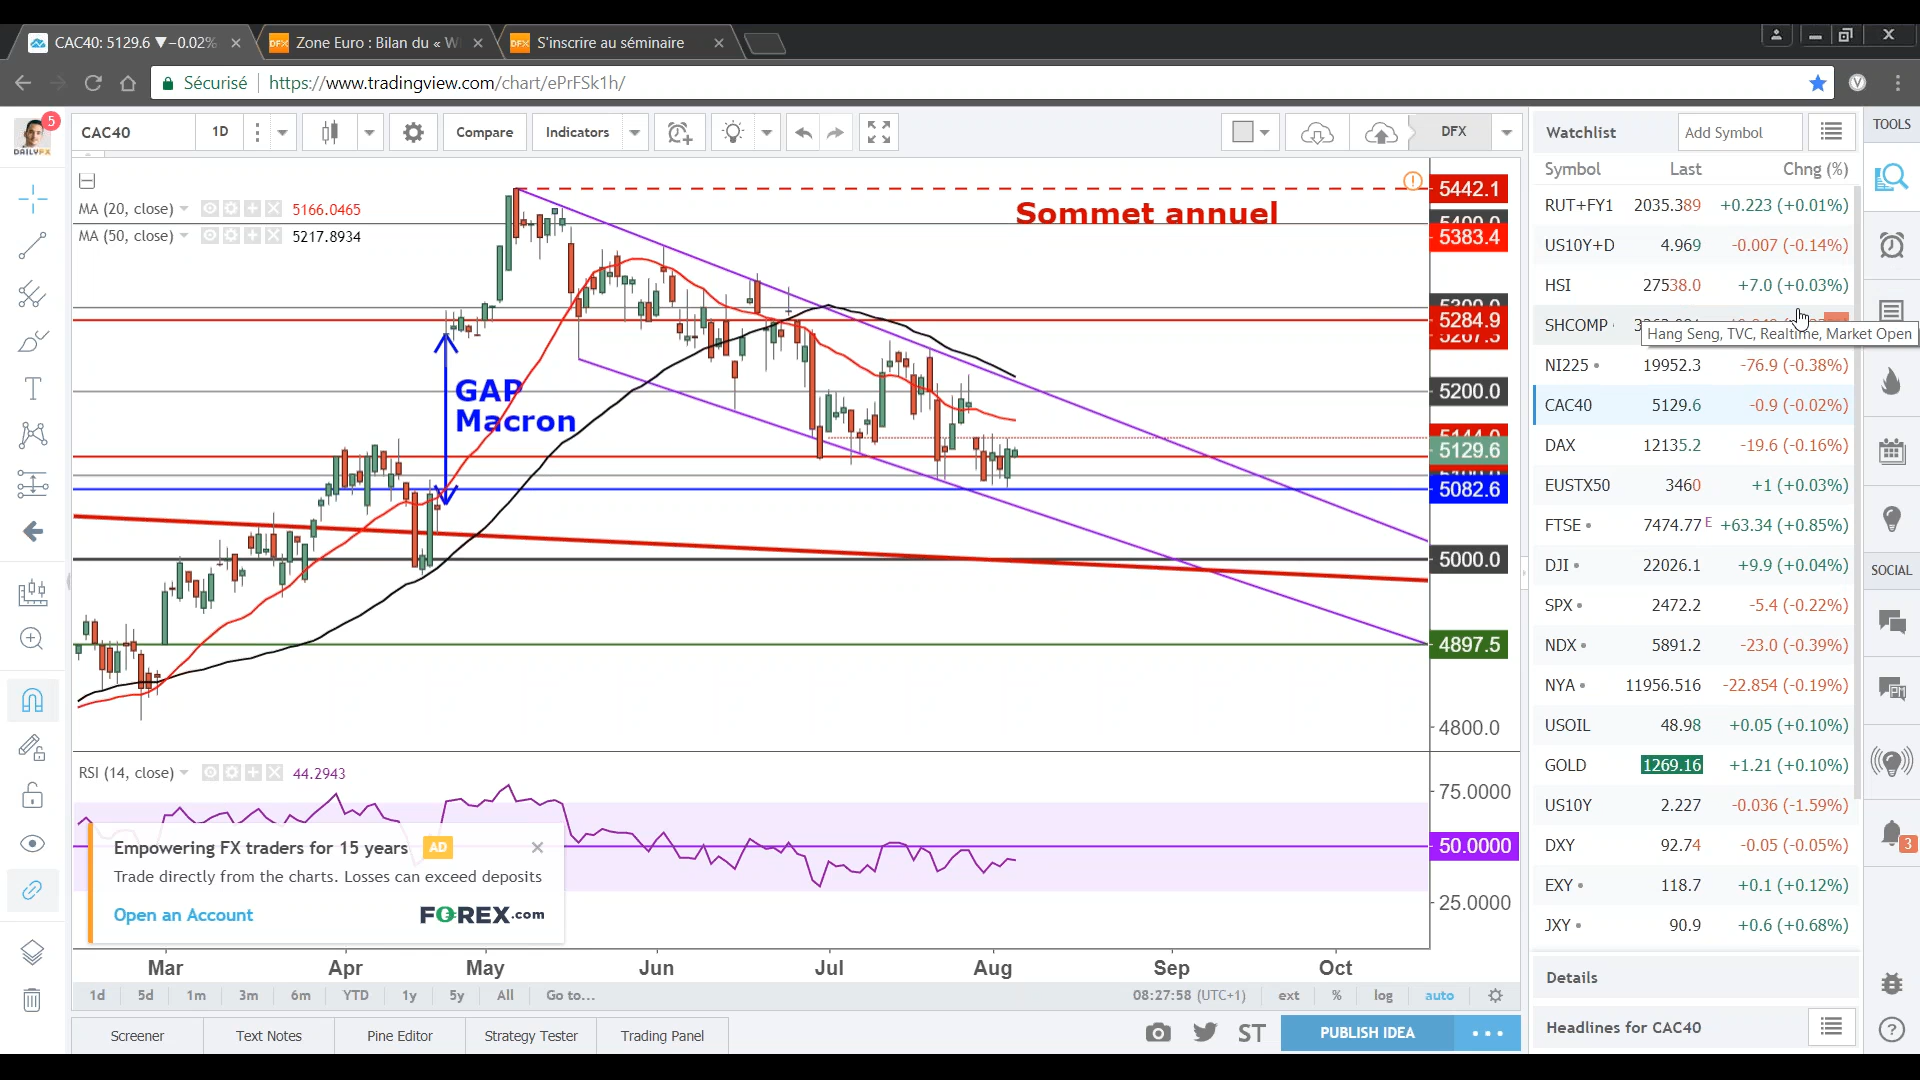 CAC40: 5129.6 ▼ −0.02%
Zone Euro : Bilan du « W
S'inscrire au séminaire
Sécurisé
https://www.tradingview.com/chart/ePrFSk1h/
5
DAILYFX
CAC40
1D
Compare
Indicators
DFX
MA (20, close)
5166.0465
MA (50, close)
5217.8934
Sommet annuel
GAP
Macron
5442.1
5400.0
5383.4
5300.0
5284.9
5267.5
5200.0
5144.0
5129.6
5100.0
5082.6
5000.0
4897.5
4800.0
RSI (14, close)
44.2943
75.0000
50.0000
25.0000
Empowering FX traders for 15 years
AD
Trade directly from the charts. Losses can exceed deposits
Open an Account
FOREX.com
Mar
Apr
May
Jun
Jul
Aug
Sep
Oct
1d
5d
1m
3m
6m
YTD
1y
5y
All
Go to...
08:27:58 (UTC+1)
ext
%
log
auto
Screener
Text Notes
Pine Editor
Strategy Tester
Trading Panel
ST
PUBLISH IDEA
Watchlist
Add Symbol
Symbol Last Chng (%)
RUT+FY1 2035.389 +0.223 (+0.01%)
US10Y+D 4.969 -0.007 (-0.14%)
HSI 27538.0 +7.0 (+0.03%)
SHCOMP
Hang Seng, TVC, Realtime, Market Open
NI225 19952.3 -76.9 (-0.38%)
CAC40 5129.6 -0.9 (-0.02%)
DAX 12135.2 -19.6 (-0.16%)
EUSTX50 3460 +1 (+0.03%)
FTSE 7474.77 E +63.34 (+0.85%)
DJI 22026.1 +9.9 (+0.04%)
SPX 2472.2 -5.4 (-0.22%)
NDX 5891.2 -23.0 (-0.39%)
NYA 11956.516 -22.854 (-0.19%)
USOIL 48.98 +0.05 (+0.10%)
GOLD 1269.16 +1.21 (+0.10%)
US10Y 2.227 -0.036 (-1.59%)
DXY 92.74 -0.05 (-0.05%)
EXY 118.7 +0.1 (+0.12%)
JXY 90.9 +0.6 (+0.68%)
Details
Headlines for CAC40
TOOLS
SOCIAL
3